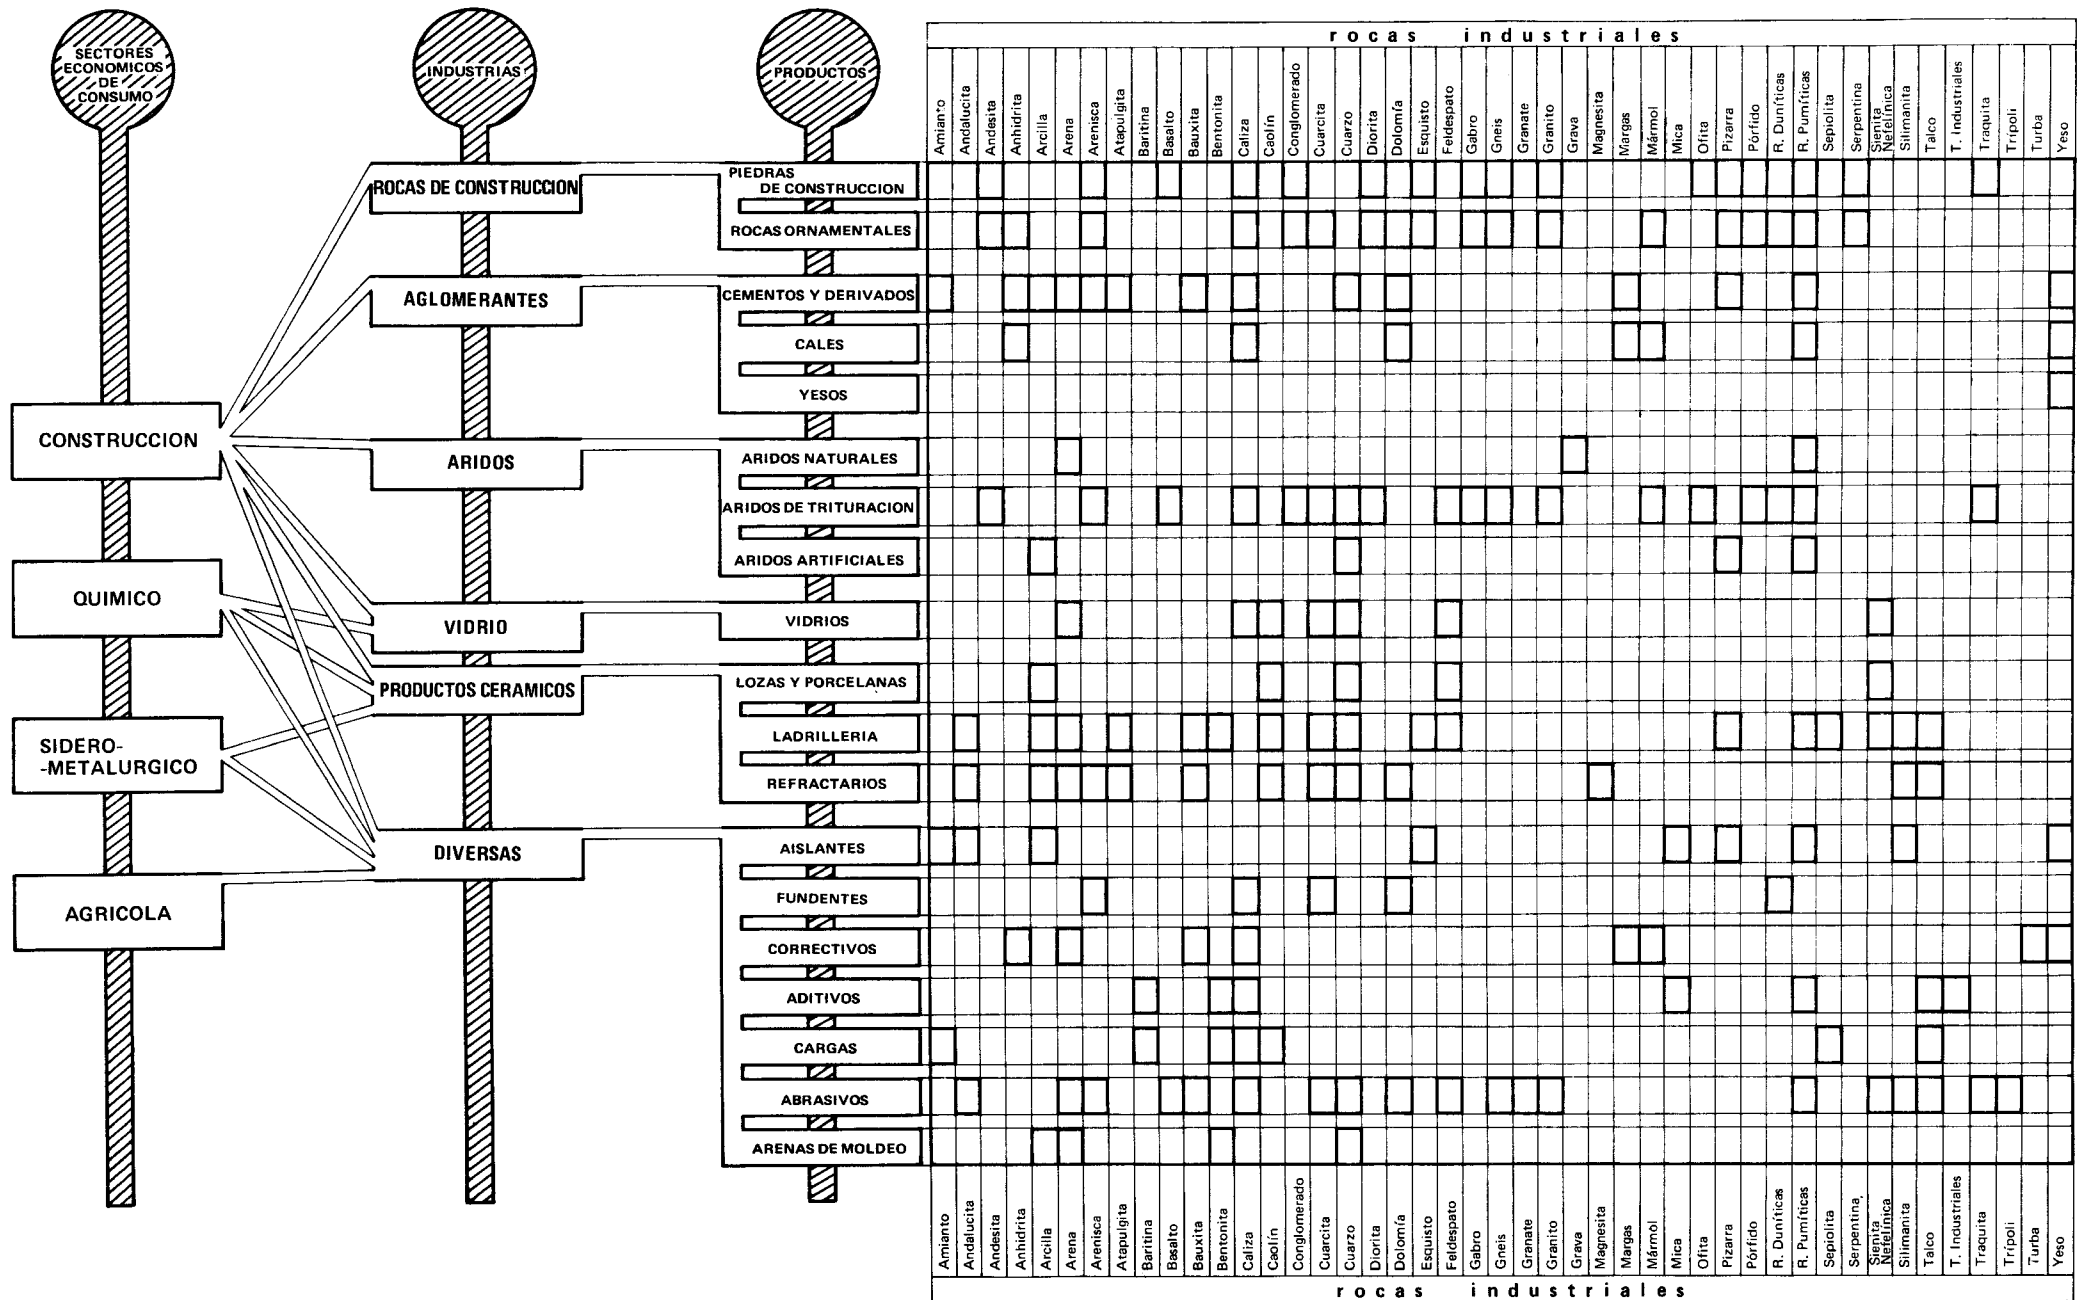 SECTORES
ECONOMICOS
DE
CONSUMO
INDUSTRIAS
PRODUCTOS
rocas industriales
Amianto
Andalucita
Andesita
Anhidrita
Arcilla
Arena
Arenisca
Atapulgita
Baritina
Basalto
Bauxita
Bentonita
Caliza
Caolín
Conglomerado
Cuarcita
Cuarzo
Diorita
Dolomía
Esquisto
Feldespato
Gabro
Gneis
Granate
Granito
Grava
Magnesita
Margas
Mármol
Mica
Ofita
Pizarra
Pórfido
R. Duníticas
R. Pumíticas
Sepiolita
Serpentina
Sienita
Nefelínica
Silimanita
Talco
T. Industriales
Traquita
Trípoli
Turba
Yeso
CONSTRUCCION
QUIMICO
SIDERO-
-METALURGICO
AGRICOLA
ROCAS DE CONSTRUCCION
AGLOMERANTES
ARIDOS
VIDRIO
PRODUCTOS CERAMICOS
DIVERSAS
PIEDRAS
DE CONSTRUCCION
ROCAS ORNAMENTALES
CEMENTOS Y DERIVADOS
CALES
YESOS
ARIDOS NATURALES
ARIDOS DE TRITURACION
ARIDOS ARTIFICIALES
VIDRIOS
LOZAS Y PORCELANAS
LADRILLERIA
REFRACTARIOS
AISLANTES
FUNDENTES
CORRECTIVOS
ADITIVOS
CARGAS
ABRASIVOS
ARENAS DE MOLDEO
Amianto
Andalucita
Andesita
Anhidrita
Arcilla
Arena
Arenisca
Atapulgita
Baritina
Basalto
Bauxita
Bentonita
Caliza
Caolín
Conglomerado
Cuarcita
Cuarzo
Diorita
Dolomía
Esquisto
Feldespato
Gabro
Gneis
Granate
Granito
Grava
Magnesita
Margas
Mármol
Mica
Ofita
Pizarra
Pórfido
R. Duníticas
R. Pumíticas
Sepiolita
Serpentina
Sienita
Nefelínica
Silimanita
Talco
T. Industriales
Traquita
Trípoli
Turba
Yeso
rocas industriales